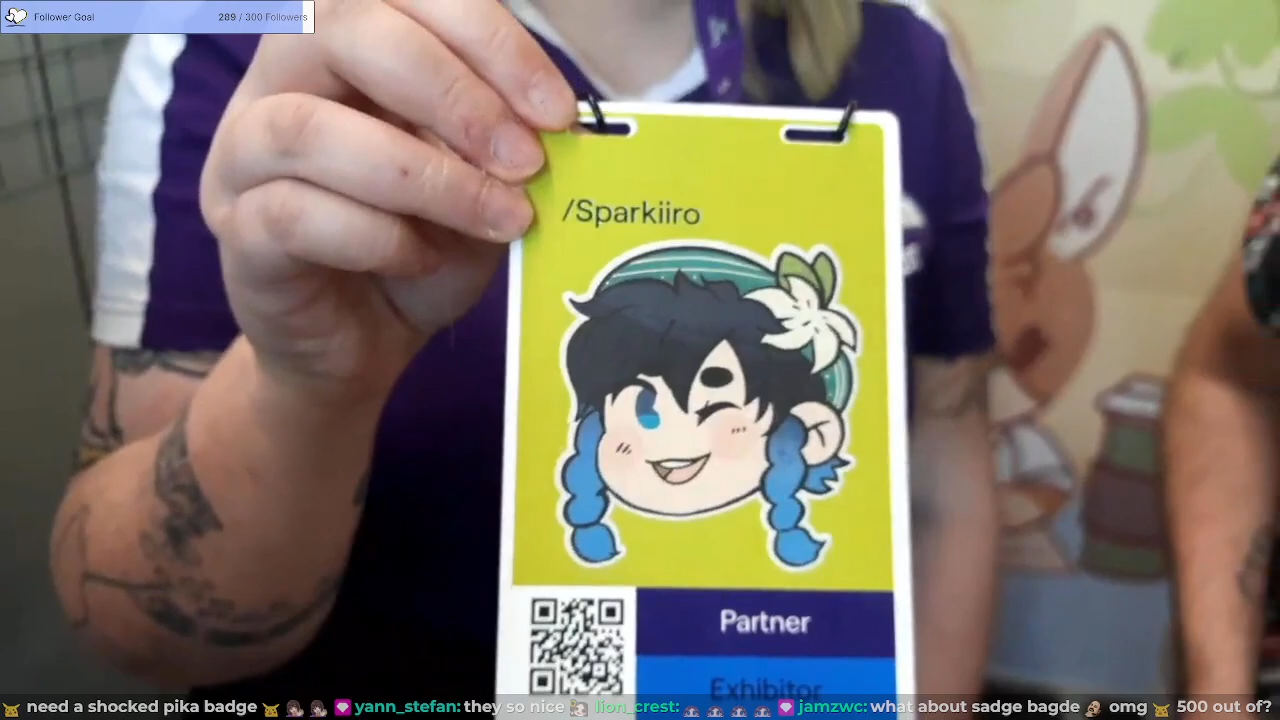 Follower Goal 289 / 300 Followers
/Sparkiiro
Partner
Exhibitor
need a shocked pika badge yann_stefan: they so nice lion_crest: jamzwc: what about sadge bagde omg 500 out of?